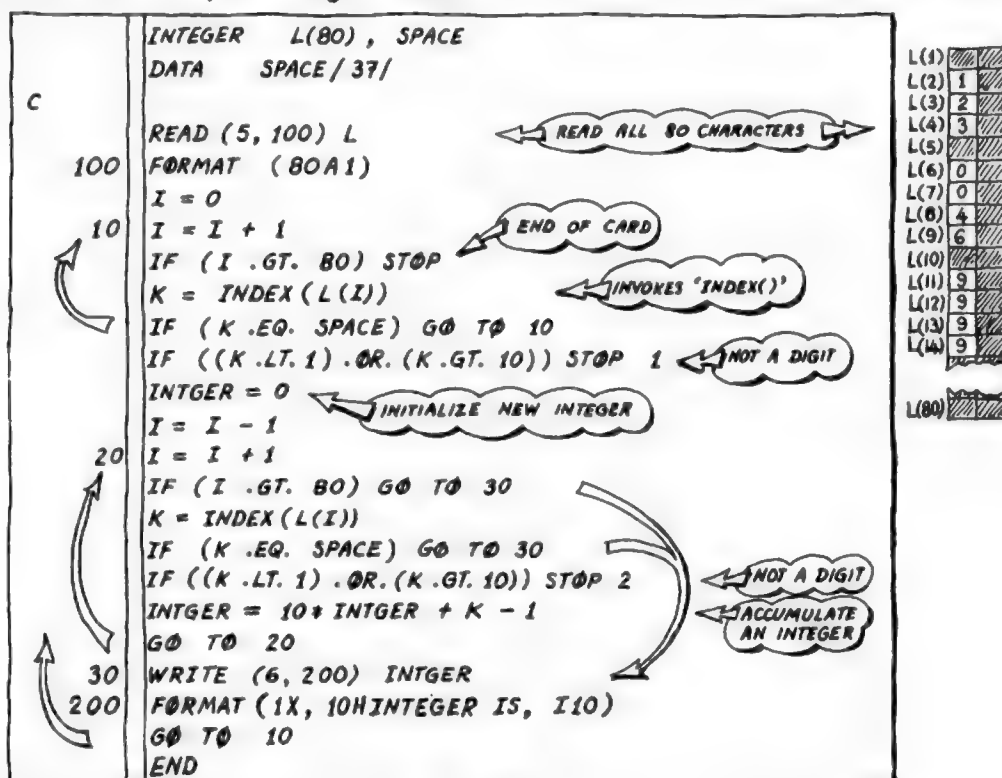 INTEGER L(80), SPACE
DATA SPACE/37/
C
READ (5,100) L READ ALL 80 CHARACTERS
100 FØRMAT (80A1)
I = 0
10 I = I + 1 END OF CARD
IF (I .GT. 80) STØP
K = INDEX(L(I)) INVOKES 'INDEX()'
IF (K .EQ. SPACE) GØ TØ 10
IF ((K .LT. 1) .ØR. (K .GT. 10)) STØP 1 NOT A DIGIT
INTGER = 0 INITIALIZE NEW INTEGER
I = I - 1
20 I = I + 1
IF (I .GT. 80) GØ TØ 30
K = INDEX(L(I))
IF (K .EQ. SPACE) GØ TØ 30
IF ((K .LT. 1) .ØR. (K .GT. 10)) STØP 2 NOT A DIGIT
INTGER = 10* INTGER + K - 1 ACCUMULATE
AN INTEGER
GØ TØ 20
30 WRITE (6,200) INTGER
200 FØRMAT (1X, 10HINTEGER IS, I10)
GØ TØ 10
END
L(1)
L(2) 1
L(3) 2
L(4) 3
L(5)
L(6) 0
L(7) 0
L(8) 4
L(9) 6
L(10)
L(11) 9
L(12) 9
L(13) 9
L(14) 9
L(80)